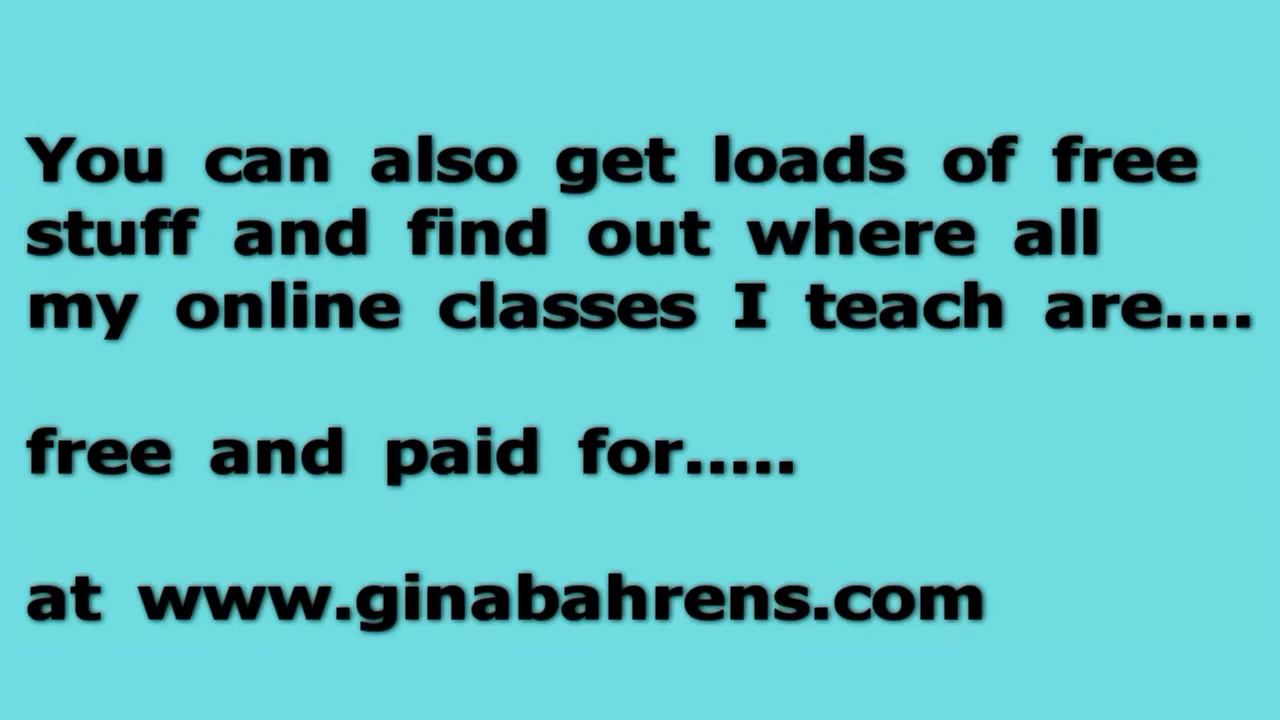 You can also get loads of free
stuff and find out where all
my online classes I teach are....
free and paid for.....
at www.ginabahrens.com